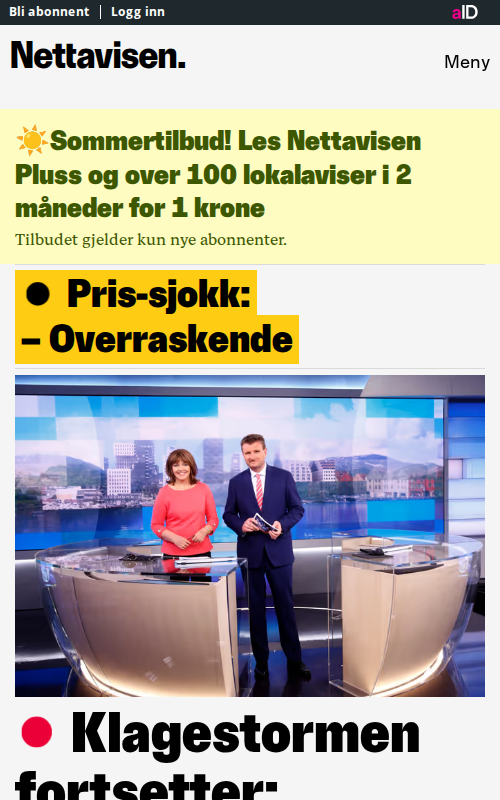 Bli abonnent | Logg inn
aID
Nettavisen.
Meny
☀️Sommertilbud! Les Nettavisen
Pluss og over 100 lokalaviser i 2
måneder for 1 krone
Tilbudet gjelder kun nye abonnenter.
● Pris-sjokk:
– Overraskende
Klagestormen
fortsetter: